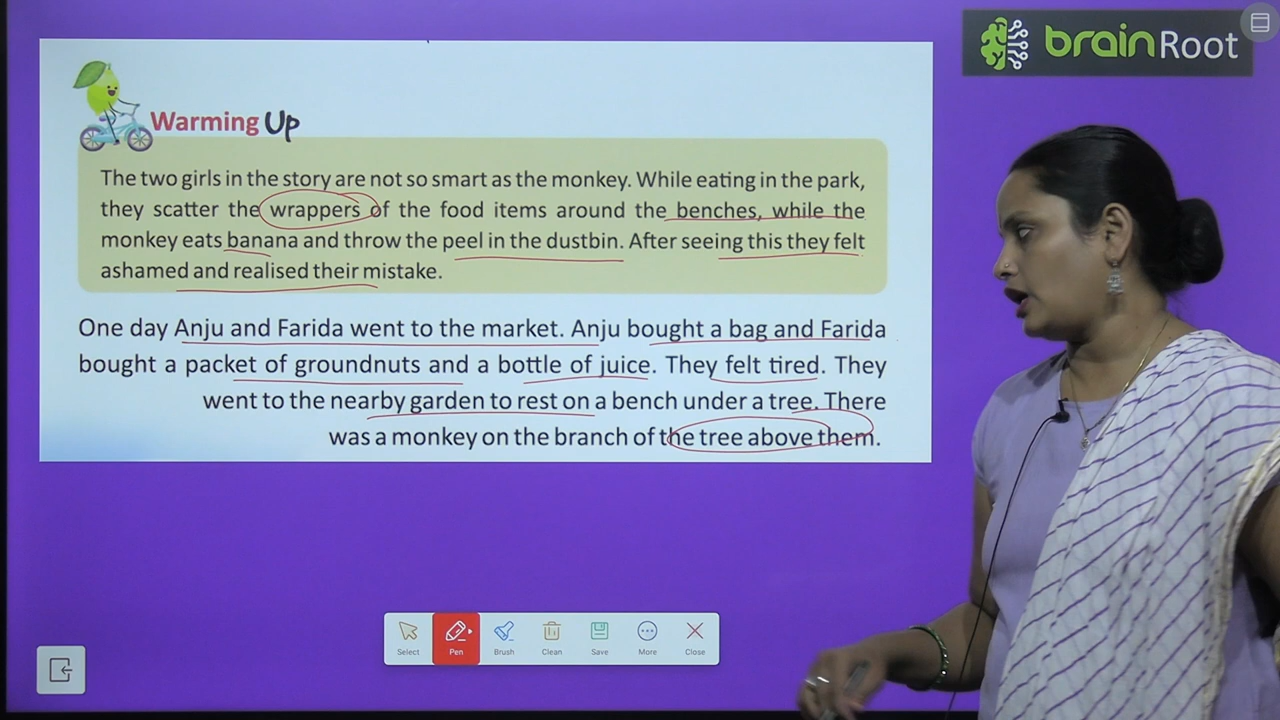 brainRoot
Warming Up
The two girls in the story are not so smart as the monkey. While eating in the park,
they scatter the wrappers of the food items around the benches, while the
monkey eats banana and throw the peel in the dustbin. After seeing this they felt
ashamed and realised their mistake.
One day Anju and Farida went to the market. Anju bought a bag and Farida
bought a packet of groundnuts and a bottle of juice. They felt tired. They
went to the nearby garden to rest on a bench under a tree. There
was a monkey on the branch of the tree above them.
Select Pen Brush Clean Save More Close